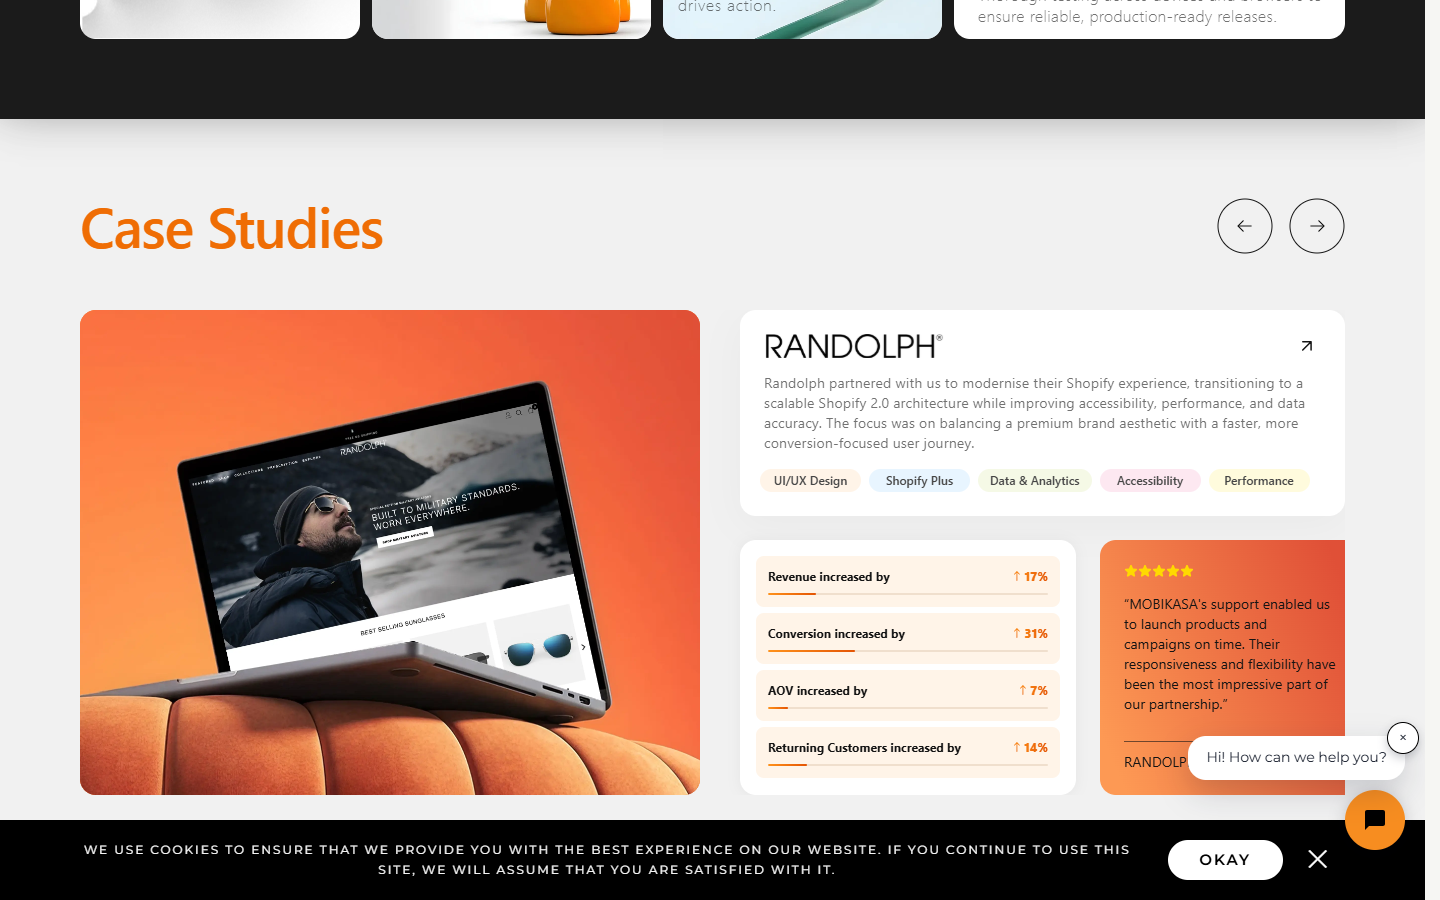 drives action.
ensure reliable, production-ready releases.
Case Studies
RANDOLPH
BUILT TO MILITARY STANDARDS.
WORN EVERYWHERE.
BEST SELLING SUNGLASSES
RANDOLPH®
Randolph partnered with us to modernise their Shopify experience, transitioning to a
scalable Shopify 2.0 architecture while improving accessibility, performance, and data
accuracy. The focus was on balancing a premium brand aesthetic with a faster, more
conversion-focused user journey.
UI/UX Design
Shopify Plus
Data & Analytics
Accessibility
Performance
Revenue increased by ↑ 17%
Conversion increased by ↑ 31%
AOV increased by ↑ 7%
Returning Customers increased by ↑ 14%
“MOBIKASA's support enabled us
to launch products and
campaigns on time. Their
responsiveness and flexibility have
been the most impressive part of
our partnership.”
RANDOLP
Hi! How can we help you?
WE USE COOKIES TO ENSURE THAT WE PROVIDE YOU WITH THE BEST EXPERIENCE ON OUR WEBSITE. IF YOU CONTINUE TO USE THIS
SITE, WE WILL ASSUME THAT YOU ARE SATISFIED WITH IT.
OKAY